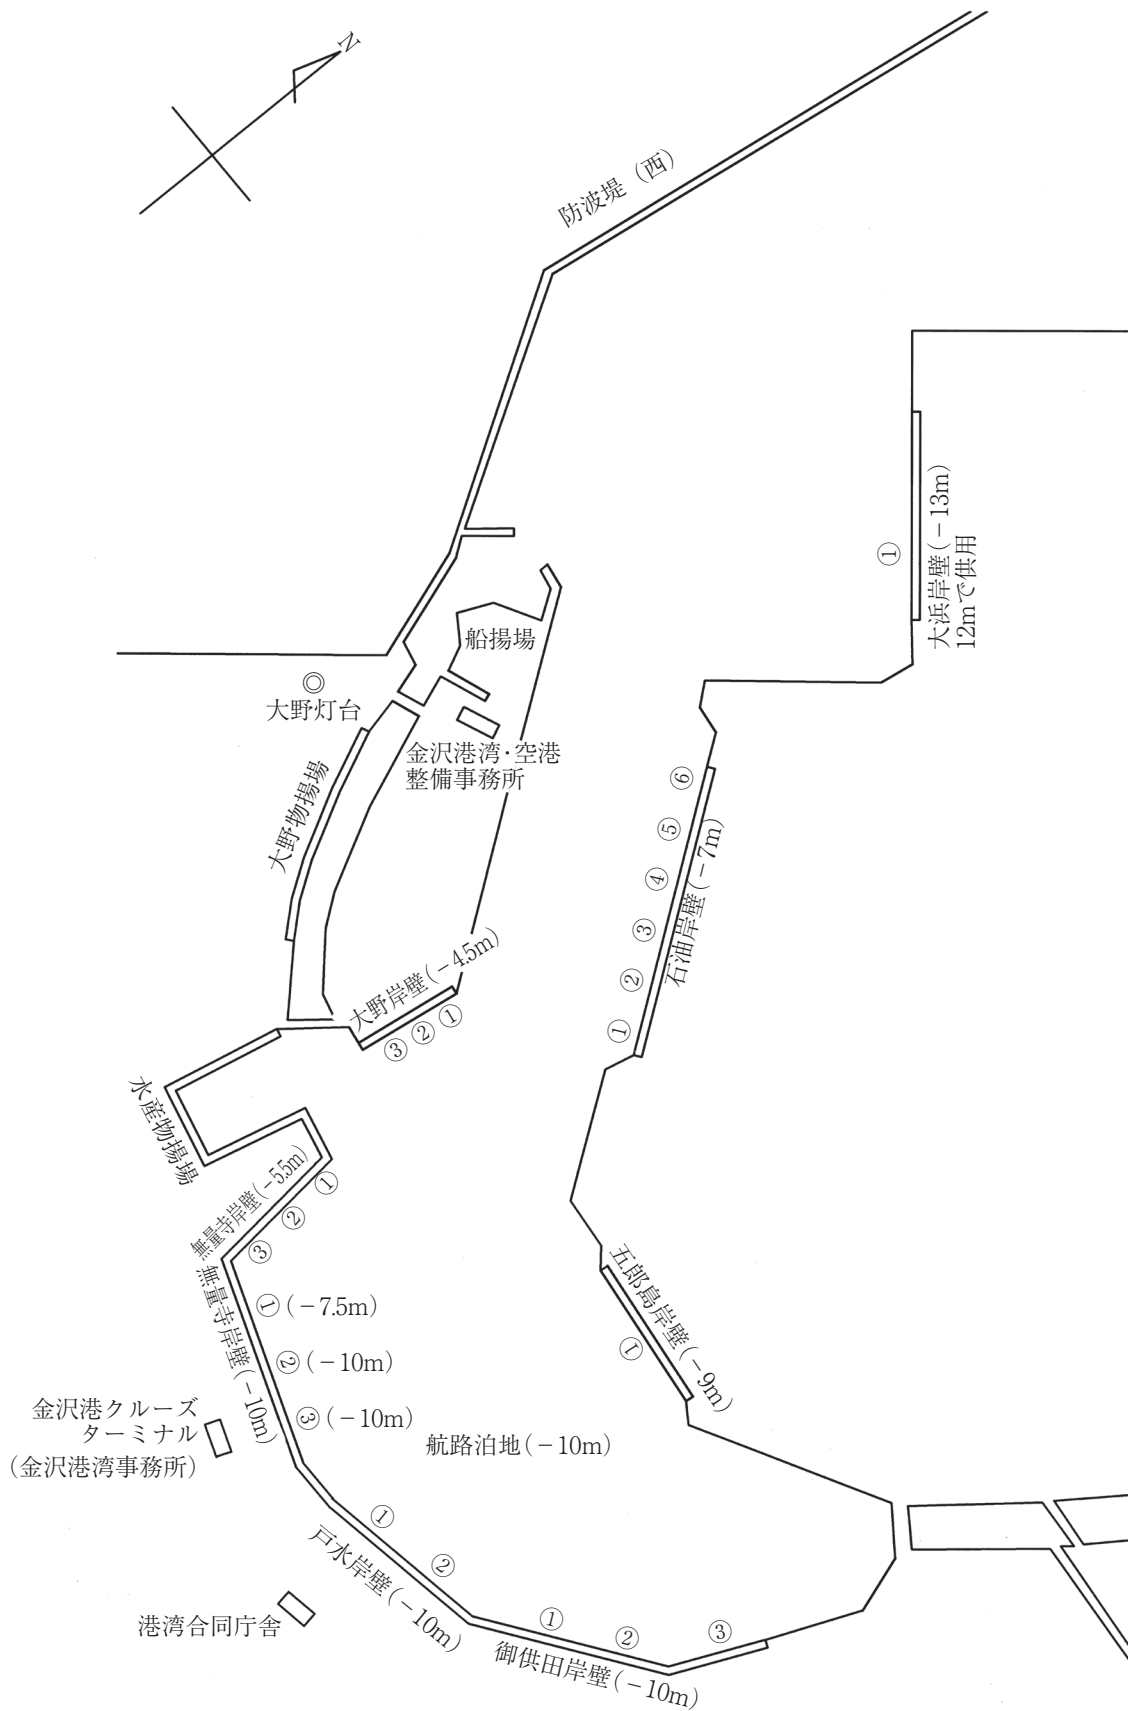 N
防波堤（西）
①
大浜岸壁（－13m）
12mで供用
船揚場
大野灯台
金沢港湾・空港
整備事務所
大野物揚場
⑥
⑤
④
③
②
①
石油岸壁（－7m）
大野岸壁（－4.5m）
①
②
③
水産物揚場
無量寺岸壁（－5.5m）
①
②
③
無量寺岸壁（－10m）
①（－7.5m）
②（－10m）
③（－10m）
五郎島岸壁（－9m）
①
金沢港クルーズ
ターミナル
（金沢港湾事務所）
航路泊地（－10m）
①
②
戸水岸壁（－10m）
港湾合同庁舎
①
②
③
御供田岸壁（－10m）